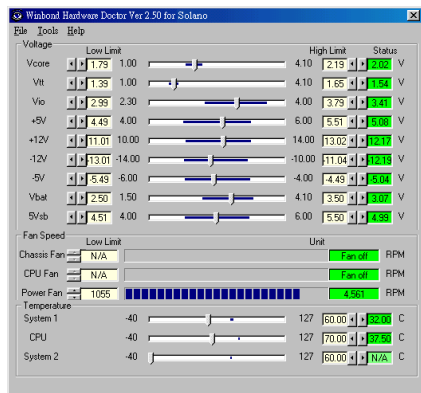 Winbond Hardware Doctor Ver 2.50 for Solano
File Tools Help
Voltage
Low Limit High Limit Status
Vcore 1.79 1.00 4.10 2.19 2.02 V
Vtt 1.39 1.00 4.10 1.65 1.54 V
Vio 2.99 2.30 4.00 3.79 3.41 V
+5V 4.49 4.00 6.00 5.51 5.08 V
+12V 11.01 10.00 14.00 13.02 12.17 V
-12V -13.01 -14.00 -10.00 -11.04 -12.19 V
-5V -5.49 -6.00 -4.00 -4.49 -5.04 V
Vbat 2.50 1.50 4.10 3.50 3.07 V
5Vsb 4.51 4.00 6.00 5.50 4.99 V
Fan Speed
Low Limit Unit
Chassis Fan N/A Fan off RPM
CPU Fan N/A Fan off RPM
Power Fan 1055 4,561 RPM
Temperature
System 1 -40 127 60.00 32.00 C
CPU -40 127 70.00 37.50 C
System 2 -40 127 60.00 N/A C